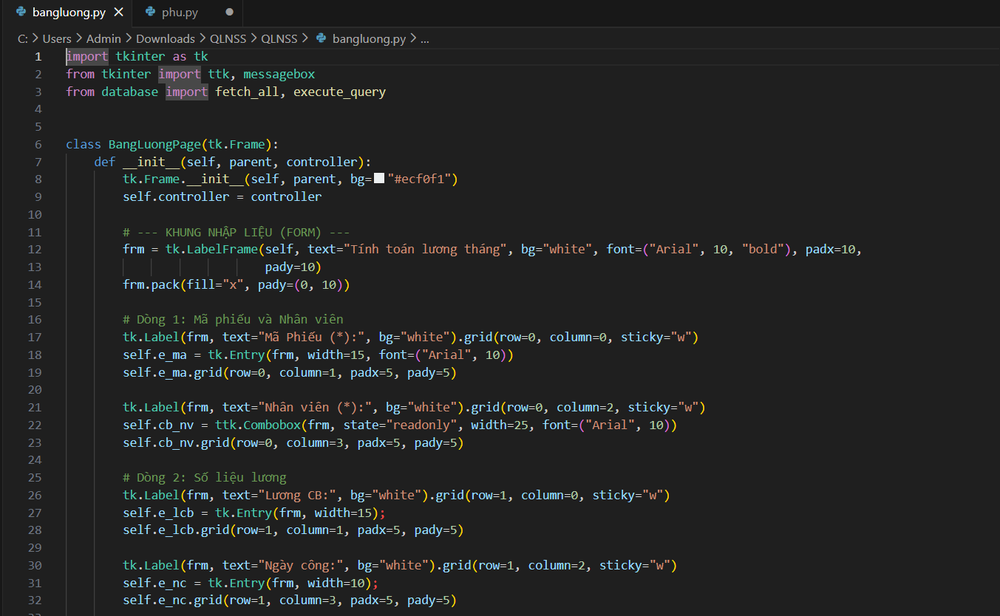 bangluong.py
phu.py
C: > Users > Admin > Downloads > QLNSS > QLNSS > bangluong.py > ...
1 import tkinter as tk
2 from tkinter import ttk, messagebox
3 from database import fetch_all, execute_query
4
5
6 class BangLuongPage(tk.Frame):
7     def __init__(self, parent, controller):
8         tk.Frame.__init__(self, parent, bg="#ecf0f1")
9         self.controller = controller
10
11         # --- KHUNG NHẬP LIỆU (FORM) ---
12         frm = tk.LabelFrame(self, text="Tính toán lương tháng", bg="white", font=("Arial", 10, "bold"), padx=10,
13                             pady=10)
14         frm.pack(fill="x", pady=(0, 10))
15
16         # Dòng 1: Mã phiếu và Nhân viên
17         tk.Label(frm, text="Mã Phiếu (*):", bg="white").grid(row=0, column=0, sticky="w")
18         self.e_ma = tk.Entry(frm, width=15, font=("Arial", 10))
19         self.e_ma.grid(row=0, column=1, padx=5, pady=5)
20
21         tk.Label(frm, text="Nhân viên (*):", bg="white").grid(row=0, column=2, sticky="w")
22         self.cb_nv = ttk.Combobox(frm, state="readonly", width=25, font=("Arial", 10))
23         self.cb_nv.grid(row=0, column=3, padx=5, pady=5)
24
25         # Dòng 2: Số liệu lương
26         tk.Label(frm, text="Lương CB:", bg="white").grid(row=1, column=0, sticky="w")
27         self.e_lcb = tk.Entry(frm, width=15);
28         self.e_lcb.grid(row=1, column=1, padx=5, pady=5)
29
30         tk.Label(frm, text="Ngày công:", bg="white").grid(row=1, column=2, sticky="w")
31         self.e_nc = tk.Entry(frm, width=10);
32         self.e_nc.grid(row=1, column=3, padx=5, pady=5)